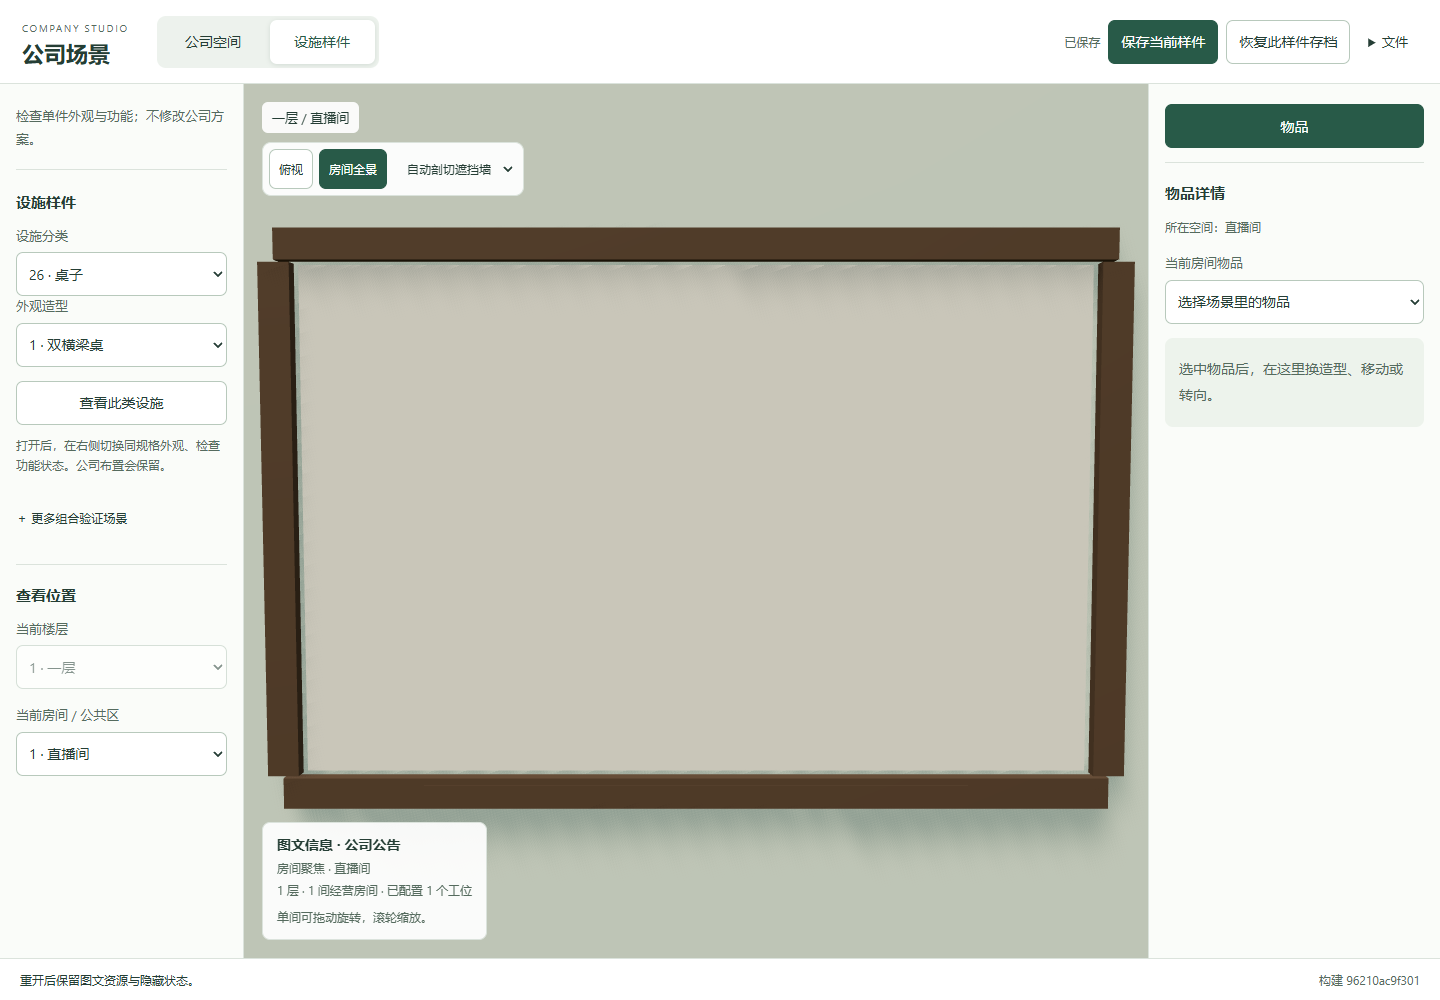 COMPANY STUDIO
公司场景
公司空间
设施样件
已保存
保存当前样件
恢复此样件存档
▶ 文件
检查单件外观与功能；不修改公司方
案。
设施样件
设施分类
26 · 桌子
外观造型
1 · 双横梁桌
查看此类设施
打开后，在右侧切换同规格外观、检查
功能状态。公司布置会保留。
+ 更多组合验证场景
查看位置
当前楼层
1 · 一层
当前房间 / 公共区
1 · 直播间
一层 / 直播间
俯视
房间全景
自动剖切遮挡墙
图文信息 · 公司公告
房间聚焦 · 直播间
1 层 · 1 间经营房间 · 已配置 1 个工位
单间可拖动旋转，滚轮缩放。
物品
物品详情
所在空间：直播间
当前房间物品
选择场景里的物品
选中物品后，在这里换造型、移动或
转向。
重开后保留图文资源与隐藏状态。
构建 96210ac9f301